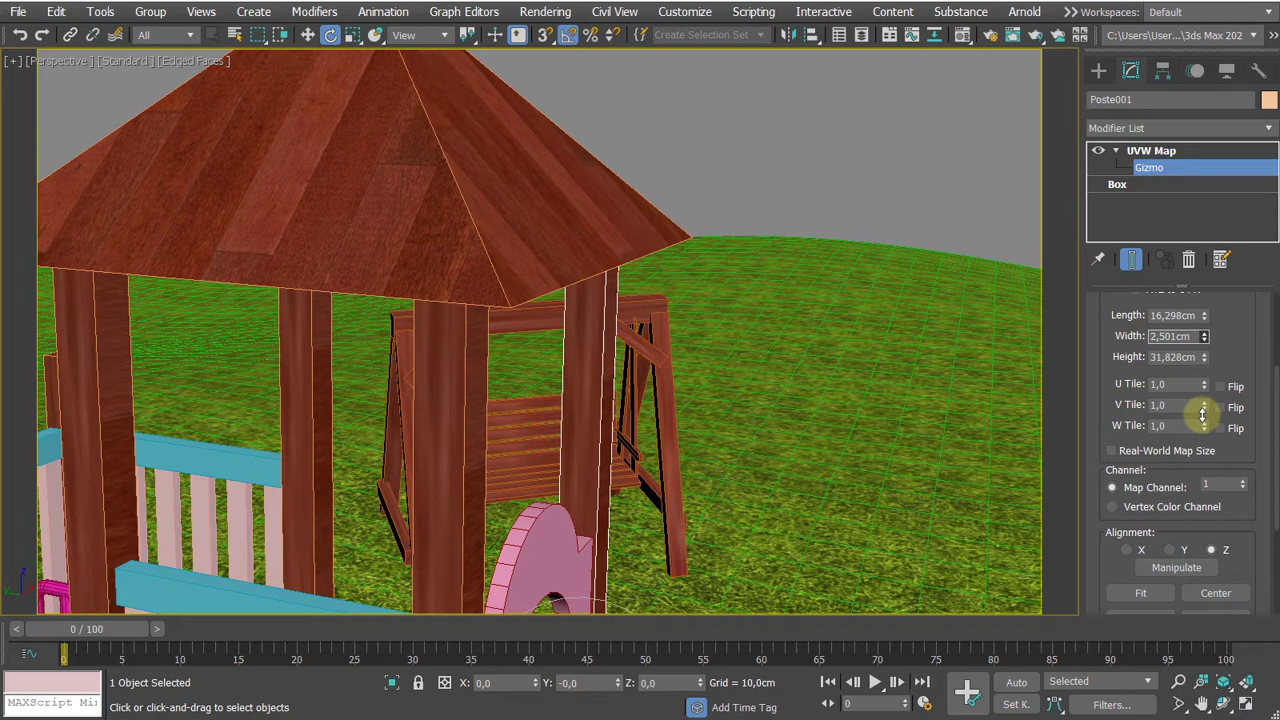 File Edit Tools Group Views Create Modifiers Animation Graph Editors Rendering Civil View Customize Scripting Interactive Content Substance Arnold Workspaces: Default
All View Create Selection Set C:\Users\User...\3ds Max 202
[+] [Perspective] [Standard] [Edged Faces]
Poste001
Modifier List
UVW Map
Gizmo
Box
Length: 16,298cm
Width: 2,501cm
Height: 31,828cm
U Tile: 1,0 Flip
V Tile: 1,0 Flip
W Tile: 1,0 Flip
Real-World Map Size
Channel:
Map Channel: 1
Vertex Color Channel
Alignment:
X Y Z
Manipulate
Fit Center
z
y
0 / 100
0 5 10 15 20 25 30 35 40 45 50 55 60 65 70 75 80 85 90 95 100
1 Object Selected X: 0,0 Y: -0,0 Z: 0,0 Grid = 10,0cm Auto Selected
MAXScript Mi Click or click-and-drag to select objects Add Time Tag 0 Set K. Filters...